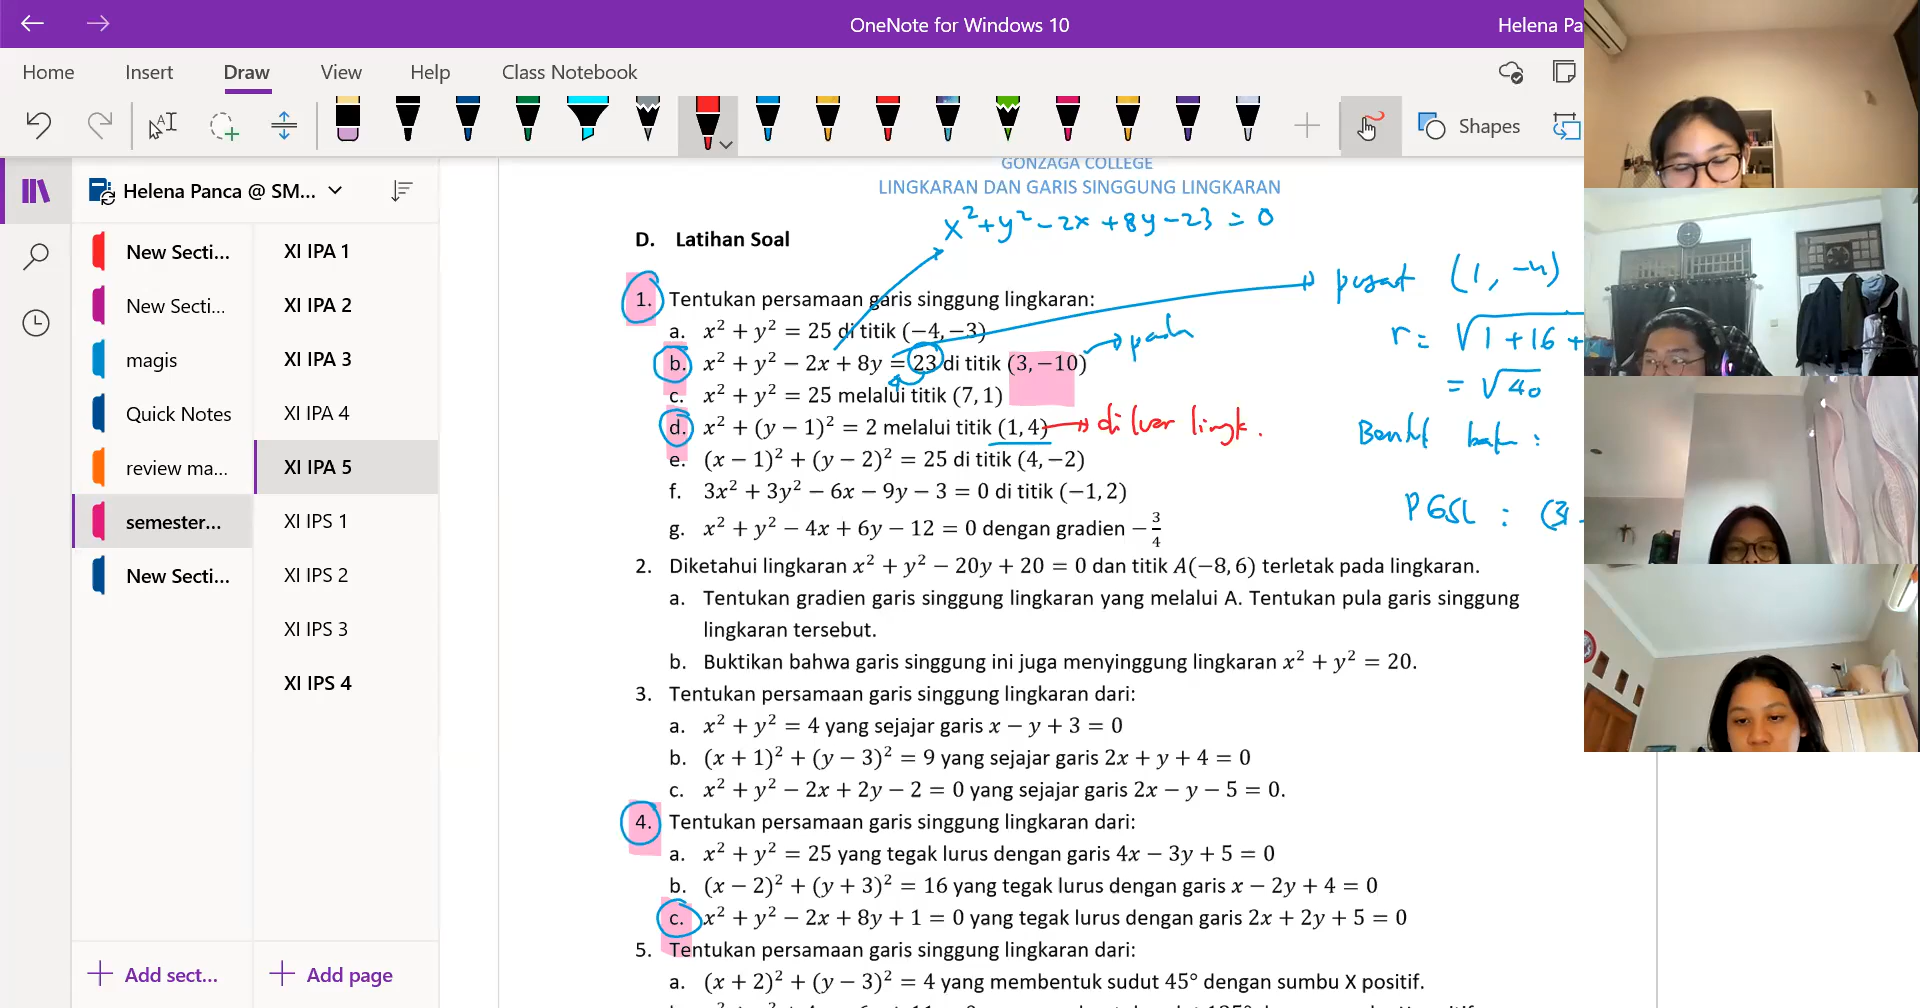 OneNote for Windows 10
Helena Pa
Home Insert Draw View Help Class Notebook
Shapes
Helena Panca @ SM...
New Secti...
New Secti...
magis
Quick Notes
review ma...
semester...
New Secti...
Add sect...
XI IPA 1
XI IPA 2
XI IPA 3
XI IPA 4
XI IPA 5
XI IPS 1
XI IPS 2
XI IPS 3
XI IPS 4
Add page
GONZAGA COLLEGE
LINGKARAN DAN GARIS SINGGUNG LINGKARAN
x² + y² - 2x + 8y - 23 = 0
D. Latihan Soal
1. Tentukan persamaan garis singgung lingkaran:
a. x² + y² = 25 di titik (−4, −3)
b. x² + y² − 2x + 8y = 23 di titik (3, −10)
c. x² + y² = 25 melalui titik (7, 1)
d. x² + (y − 1)² = 2 melalui titik (1, 4)
e. (x − 1)² + (y − 2)² = 25 di titik (4, −2)
f. 3x² + 3y² − 6x − 9y − 3 = 0 di titik (−1, 2)
g. x² + y² − 4x + 6y − 12 = 0 dengan gradien −3/4
pusat (1, -4)
pada
r = √1 + 16 +
= √40
di luar lingk.
PGSL : (3 -
2. Diketahui lingkaran x² + y² − 20y + 20 = 0 dan titik A(−8, 6) terletak pada lingkaran.
a. Tentukan gradien garis singgung lingkaran yang melalui A. Tentukan pula garis singgung
lingkaran tersebut.
b. Buktikan bahwa garis singgung ini juga menyinggung lingkaran x² + y² = 20.
3. Tentukan persamaan garis singgung lingkaran dari:
a. x² + y² = 4 yang sejajar garis x − y + 3 = 0
b. (x + 1)² + (y − 3)² = 9 yang sejajar garis 2x + y + 4 = 0
c. x² + y² − 2x + 2y − 2 = 0 yang sejajar garis 2x − y − 5 = 0.
4. Tentukan persamaan garis singgung lingkaran dari:
a. x² + y² = 25 yang tegak lurus dengan garis 4x − 3y + 5 = 0
b. (x − 2)² + (y + 3)² = 16 yang tegak lurus dengan garis x − 2y + 4 = 0
c. x² + y² − 2x + 8y + 1 = 0 yang tegak lurus dengan garis 2x + 2y + 5 = 0
5. Tentukan persamaan garis singgung lingkaran dari:
a. (x + 2)² + (y − 3)² = 4 yang membentuk sudut 45° dengan sumbu X positif.